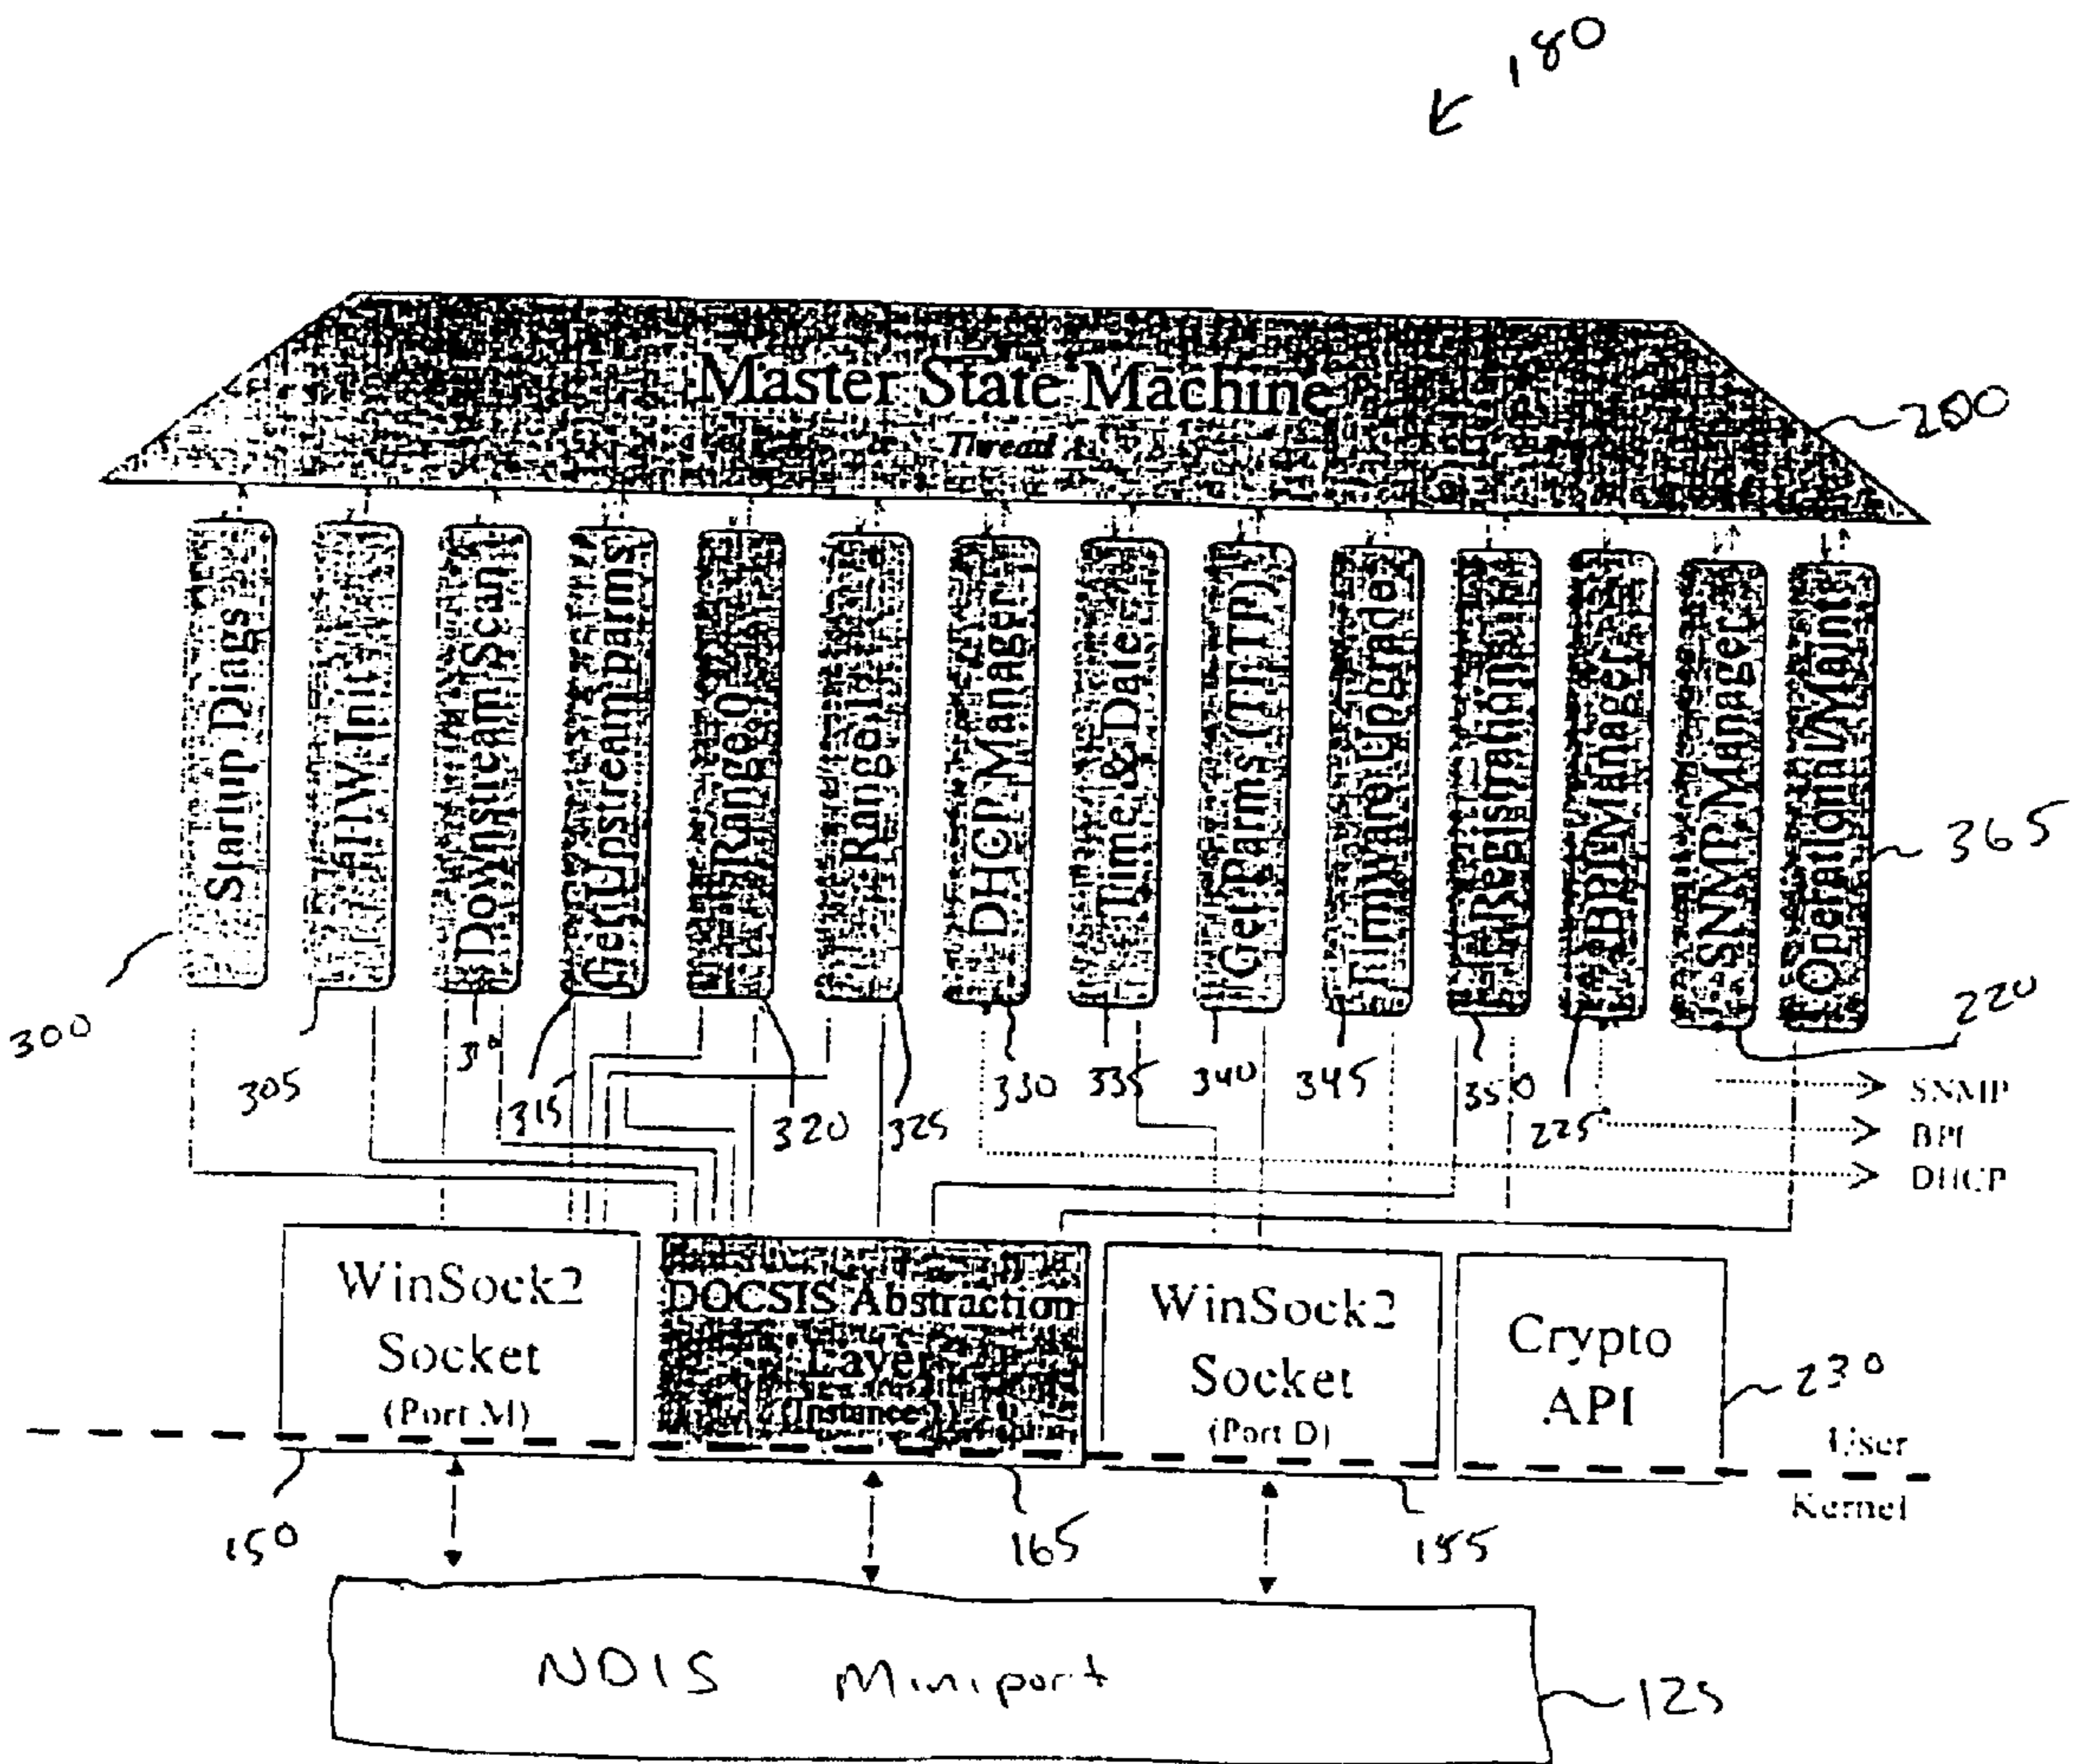 180
Master State Machine
Thread
200
Startup Diags
HW Init
Downstream Scan
Get Upstream parms
Range 0
Range 1
DHCP Manager
Time & Date
Get Parms (TFTP)
Firmware Upgrade
Registration
BPI Manager
SNMP Manager
Operational/Maint
365
300
305
310
315
320
325
330
335
340
345
350
225
220
SNMP
BPI
DHCP
WinSock2
Socket
(Port M)
DOCSIS Abstraction
Layer
(Instance)
WinSock2
Socket
(Port D)
Crypto
API
230
User
Kernel
150
165
155
NDIS Miniport
125